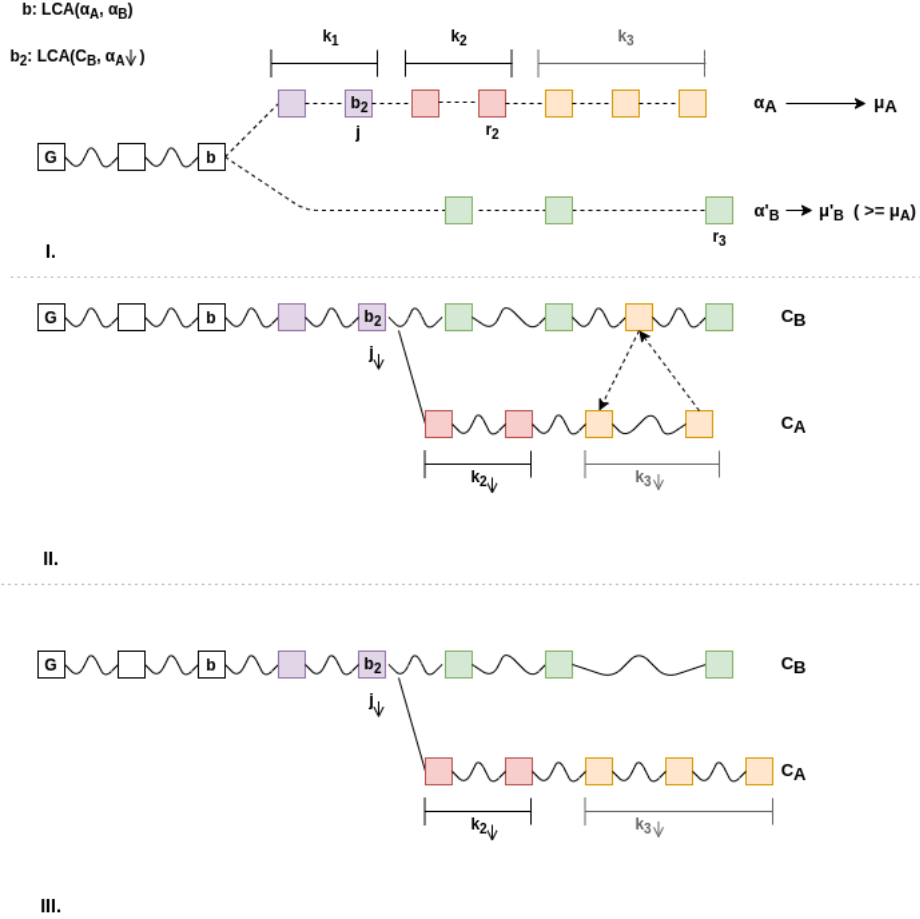 b: LCA(αA, αB)
b2: LCA(CB, αA↓)
k1 k2 k3
b2 αA → μA
j r2
G b
α'B → μ'B ( >= μA)
r3
I.
G b b2 CB
j↓
CA
k2↓ k3↓
II.
G b b2 CB
j↓
CA
k2↓ k3↓
III.